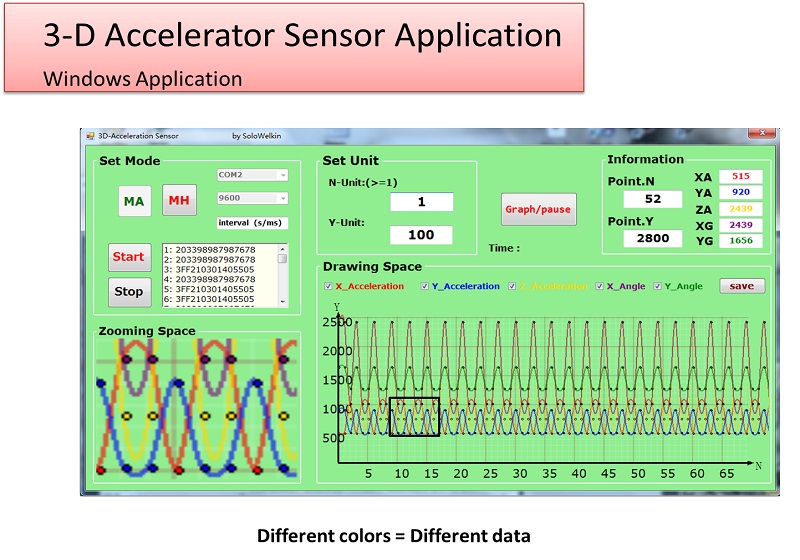 3-D Accelerator Sensor Application
Windows Application
3D-Acceleration Sensor by SoloWelkin
Set Mode
COM2
MA MH
9600
interval (s/ms)
Start
Stop
1: 203398987987678
2: 203398987987678
3: 3FF210301405505
4: 203398987987678
5: 3FF210301405505
6: 3FF210301405505
Set Unit
N-Unit:(>=1)
1
Y-Unit:
100
Graph/pause
Time :
Information
Point.N
52
Point.Y
2800
XA 515
YA 920
ZA 2439
XG 2439
YG 1656
Zooming Space
Drawing Space
X_Acceleration Y_Acceleration Z_Acceleration X_Angle Y_Angle save
Y
2500
2000
1500
1000
500
5 10 15 20 25 30 35 40 45 50 55 60 65 N
Different colors = Different data